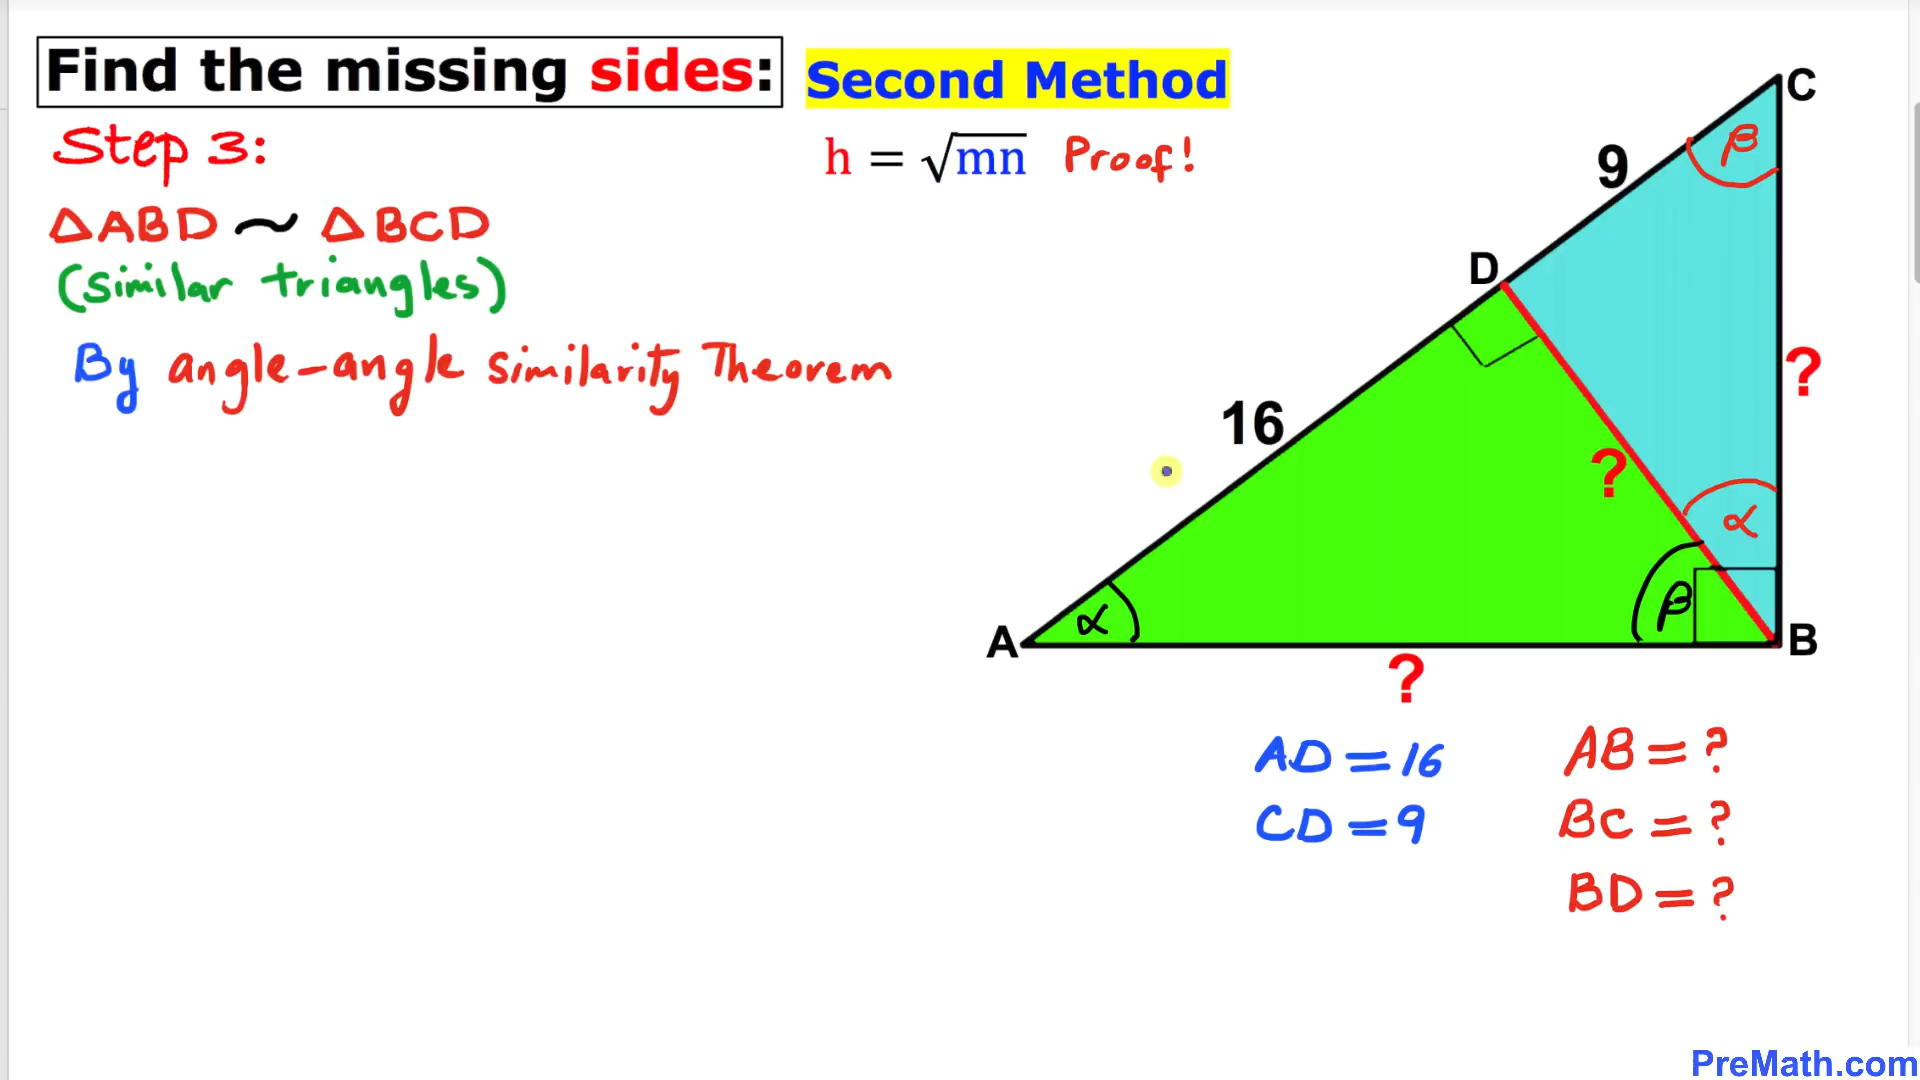 Find the missing sides:
Second Method
Step 3:
h = √mn Proof!
ΔABD ~ ΔBCD
(similar triangles)
By angle-angle similarity Theorem
C
β
9
D
?
16
?
α
α
β
A
B
?
AD = 16
AB = ?
CD = 9
BC = ?
BD = ?
PreMath.com